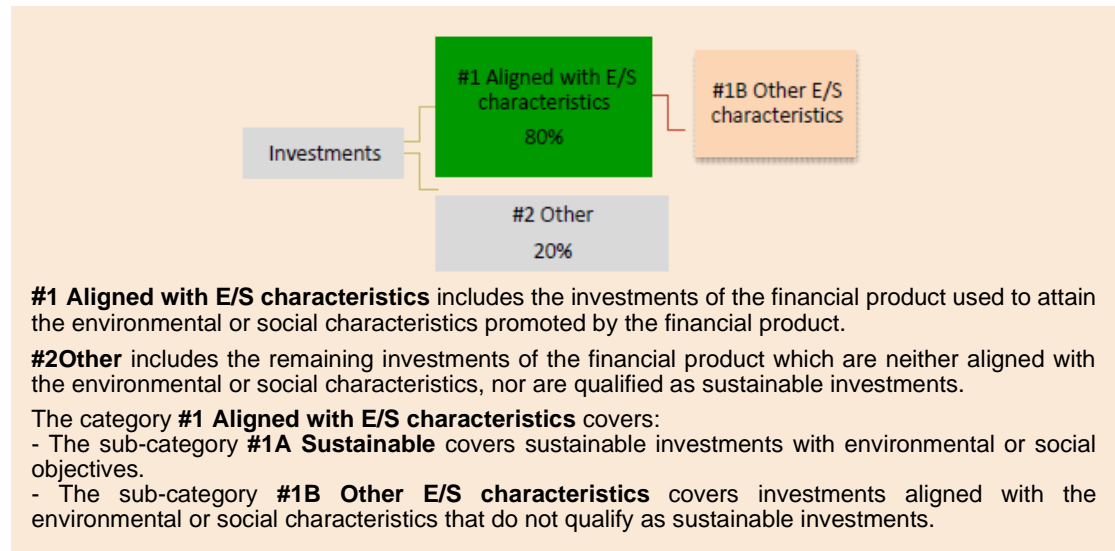 #1 Aligned with E/S
characteristics
80%
#1B Other E/S
characteristics
Investments
#2 Other
20%
#1 Aligned with E/S characteristics includes the investments of the financial product used to attain
the environmental or social characteristics promoted by the financial product.
#2Other includes the remaining investments of the financial product which are neither aligned with
the environmental or social characteristics, nor are qualified as sustainable investments.
The category #1 Aligned with E/S characteristics covers:
- The sub-category #1A Sustainable covers sustainable investments with environmental or social
objectives.
- The sub-category #1B Other E/S characteristics covers investments aligned with the
environmental or social characteristics that do not qualify as sustainable investments.